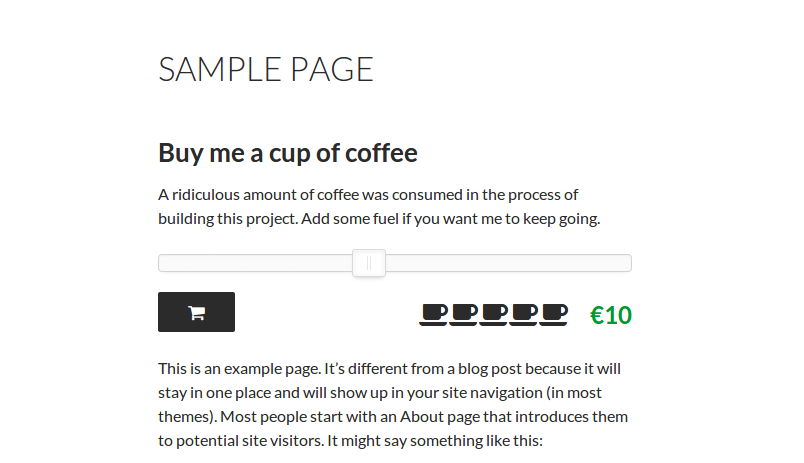 SAMPLE PAGE
Buy me a cup of coffee
A ridiculous amount of coffee was consumed in the process of
building this project. Add some fuel if you want me to keep going.
€10
This is an example page. It’s different from a blog post because it will
stay in one place and will show up in your site navigation (in most
themes). Most people start with an About page that introduces them
to potential site visitors. It might say something like this: